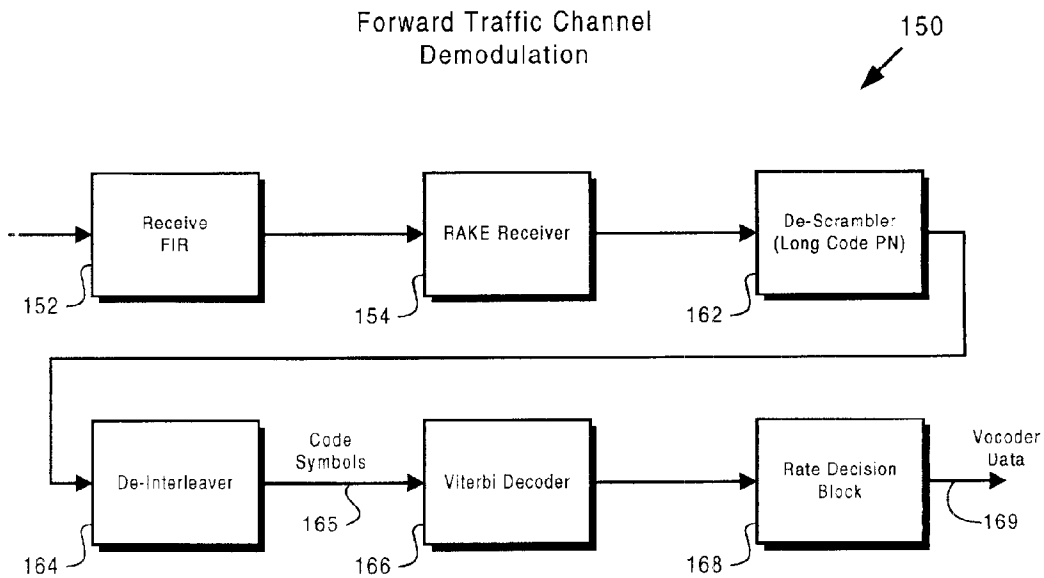 Forward Traffic Channel
Demodulation
150
Receive
FIR
152
RAKE Receiver
154
De-Scrambler
(Long Code PN)
162
De-Interleaver
164
Code
Symbols
165
Viterbi Decoder
166
Rate Decision
Block
168
Vocoder
Data
169